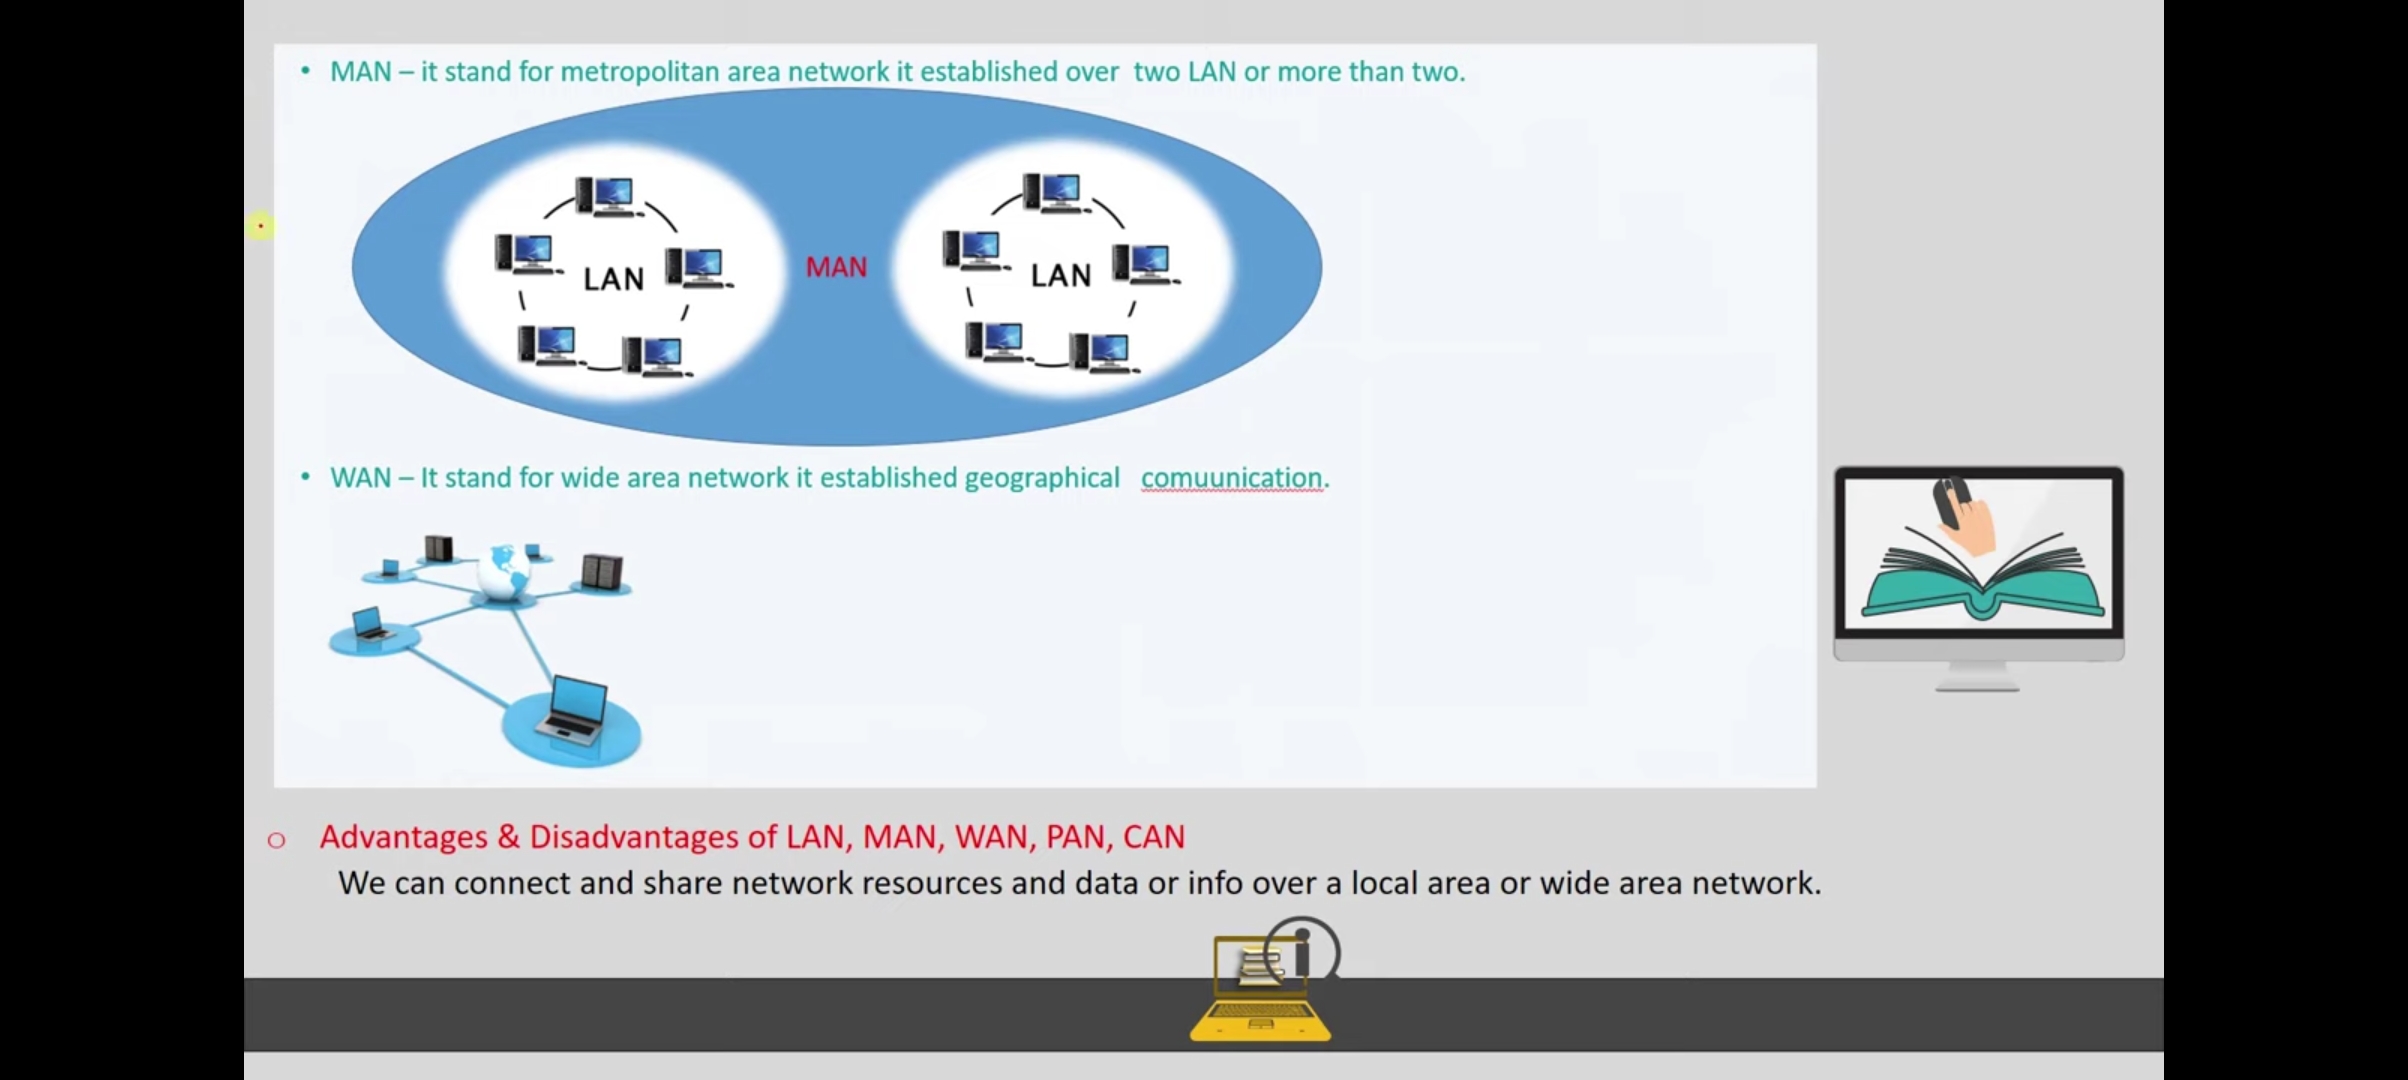 • MAN – it stand for metropolitan area network it established over two LAN or more than two.
LAN
MAN
LAN
• WAN – It stand for wide area network it established geographical comuunication.
o Advantages & Disadvantages of LAN, MAN, WAN, PAN, CAN
We can connect and share network resources and data or info over a local area or wide area network.
i